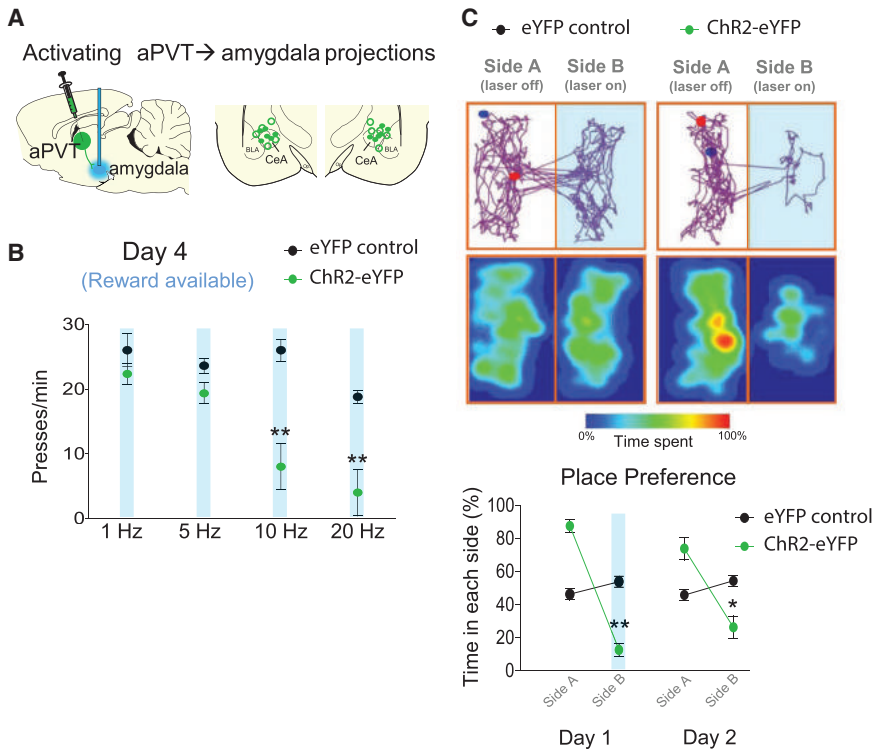 A
Activating aPVT→ amygdala projections
aPVT
amygdala
BLA
CeA
CeA
BLA
B
Day 4
(Reward available)
eYFP control
ChR2-eYFP
Presses/min
30
20
10
0
**
**
1 Hz
5 Hz
10 Hz
20 Hz
C
eYFP control
ChR2-eYFP
Side A
(laser off)
Side B
(laser on)
Side A
(laser off)
Side B
(laser on)
0%
Time spent
100%
Place Preference
eYFP control
ChR2-eYFP
Time in each side (%)
100
80
60
40
20
0
**
*
Side A
Side B
Side A
Side B
Day 1
Day 2